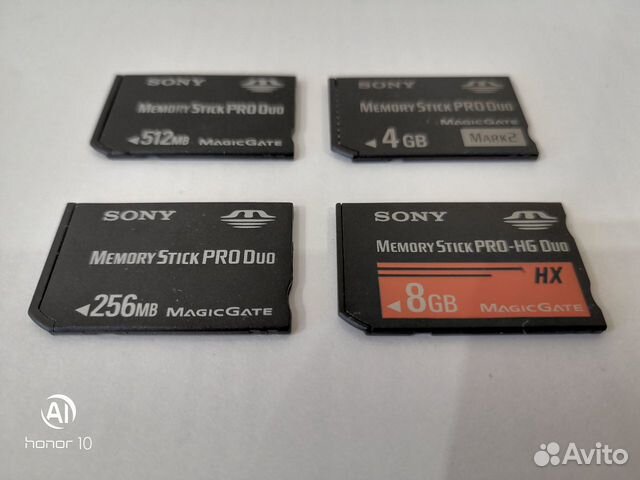 SONY
MEMORY STICK PRO DUO
512MB MAGICGATE
SONY
MEMORY STICK PRO DUO
MAGICGATE
4GB MARK2
SONY
MEMORY STICK PRO DUO
256MB MAGICGATE
SONY
MEMORY STICK PRO-HG DUO
HX
8GB MAGICGATE
AI
honor 10
Avito